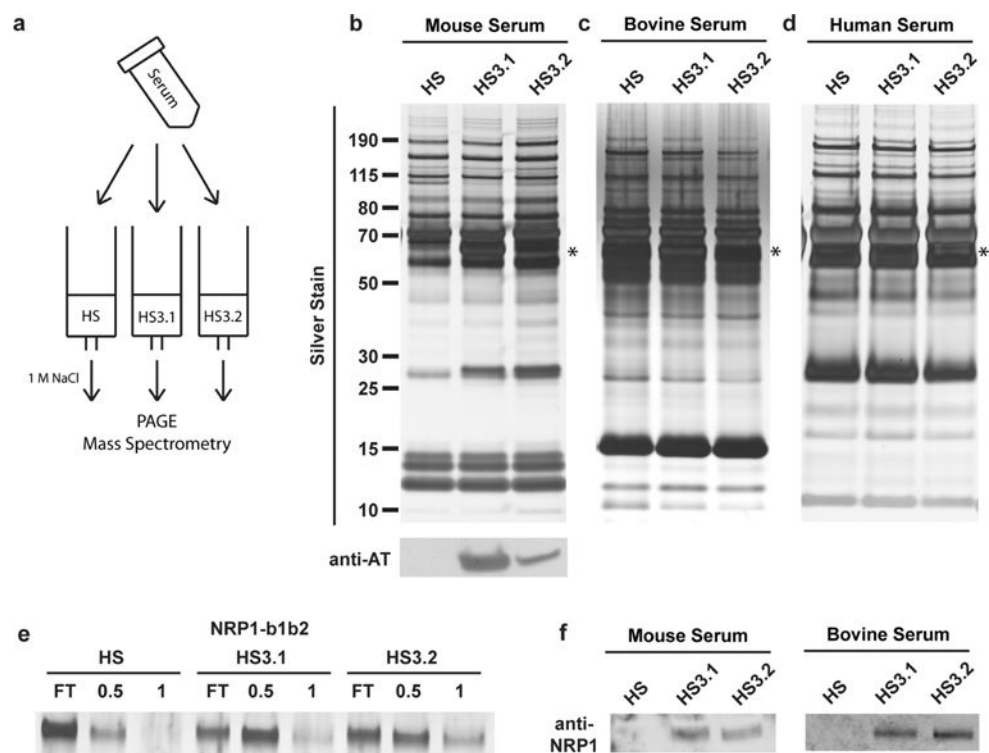 a
Serum
HS
HS3.1
HS3.2
1 M NaCl
PAGE
Mass Spectrometry
b
Mouse Serum
HS
HS3.1
HS3.2
c
Bovine Serum
HS
HS3.1
HS3.2
d
Human Serum
HS
HS3.1
HS3.2
Silver Stain
190
115
80
70
50
30
25
15
10
*
*
*
anti-AT
e
NRP1-b1b2
HS
HS3.1
HS3.2
FT 0.5 1 FT 0.5 1 FT 0.5 1
f
Mouse Serum
HS
HS3.1
HS3.2
Bovine Serum
HS
HS3.1
HS3.2
anti-
NRP1